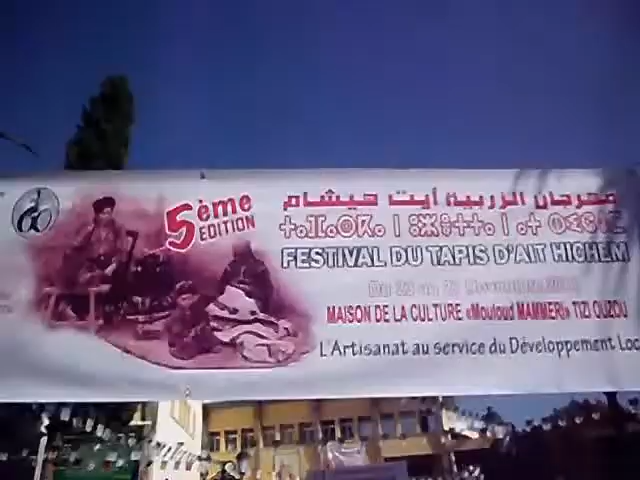 5ème
EDITION
مهرجان الزربية أيت هيشام
FESTIVAL DU TAPIS D'AIT HICHEM
MAISON DE LA CULTURE «Mouloud MAMMERI» TIZI OUZOU
L'Artisanat au service du Développement Loc